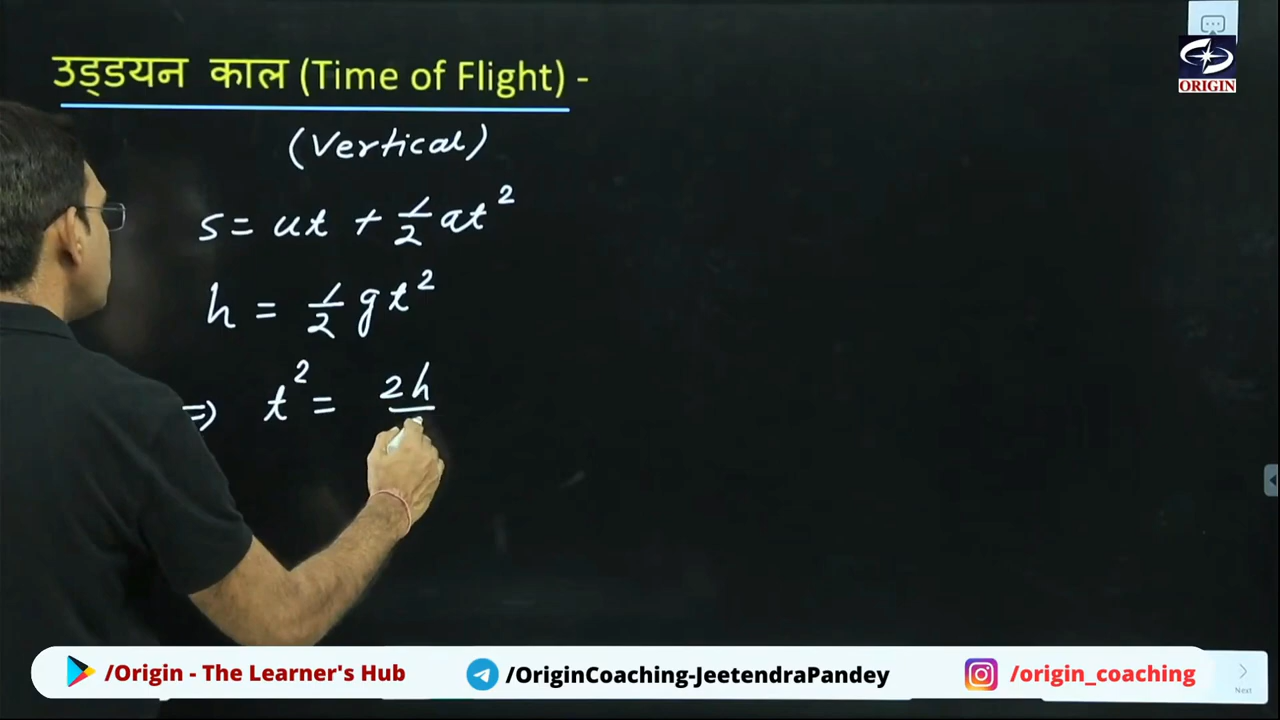 उड्डयन काल (Time of Flight) -
ORIGIN
(Vertical)
s = ut + 1/2 at²
h = 1/2 gt²
⇒ t² = 2h
/Origin - The Learner's Hub
/OriginCoaching-JeetendraPandey
/origin_coaching
Next